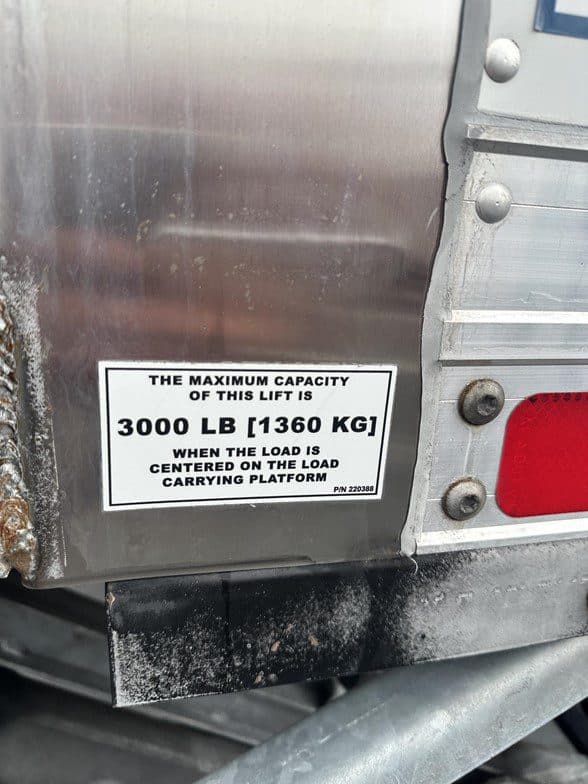 THE MAXIMUM CAPACITY
OF THIS LIFT IS
3000 LB [1360 KG]
WHEN THE LOAD IS
CENTERED ON THE LOAD
CARRYING PLATFORM
P/N 220388